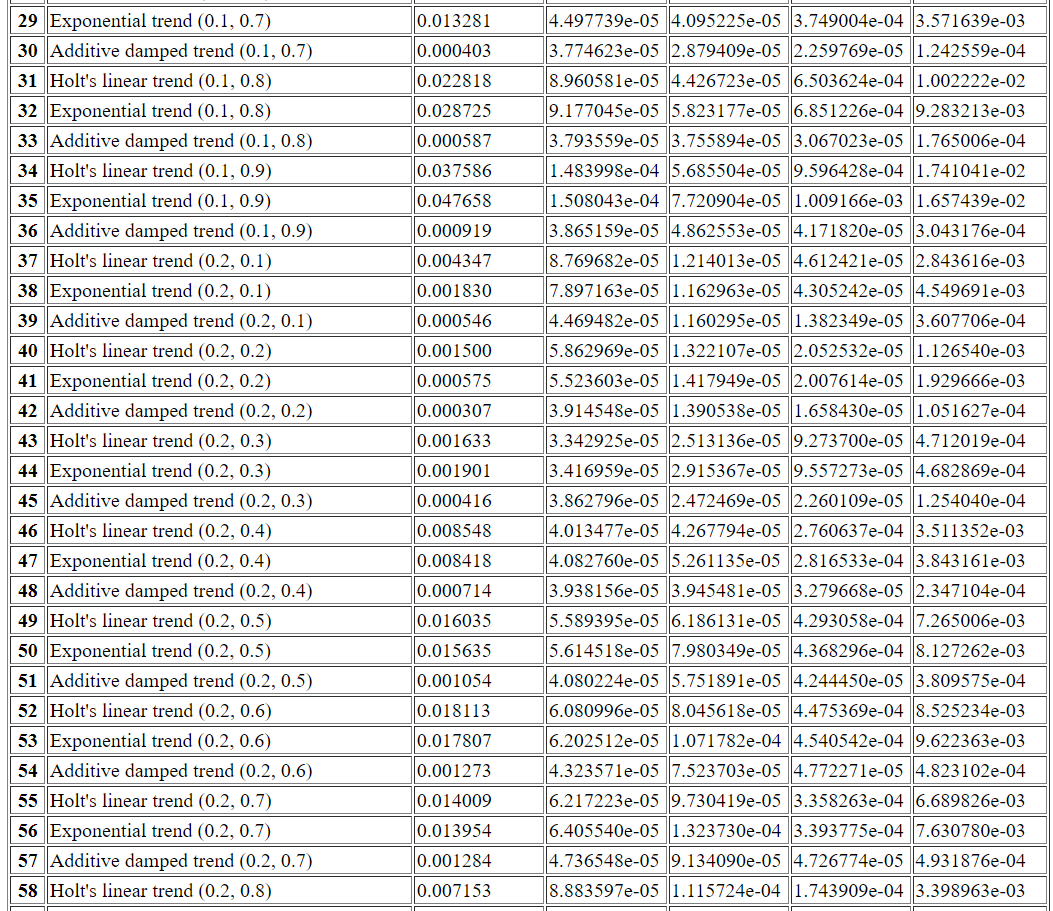 29 Exponential trend (0.1, 0.7) 0.013281 4.497739e-05 4.095225e-05 3.749004e-04 3.571639e-03
30 Additive damped trend (0.1, 0.7) 0.000403 3.774623e-05 2.879409e-05 2.259769e-05 1.242559e-04
31 Holt's linear trend (0.1, 0.8) 0.022818 8.960581e-05 4.426723e-05 6.503624e-04 1.002222e-02
32 Exponential trend (0.1, 0.8) 0.028725 9.177045e-05 5.823177e-05 6.851226e-04 9.283213e-03
33 Additive damped trend (0.1, 0.8) 0.000587 3.793559e-05 3.755894e-05 3.067023e-05 1.765006e-04
34 Holt's linear trend (0.1, 0.9) 0.037586 1.483998e-04 5.685504e-05 9.596428e-04 1.741041e-02
35 Exponential trend (0.1, 0.9) 0.047658 1.508043e-04 7.720904e-05 1.009166e-03 1.657439e-02
36 Additive damped trend (0.1, 0.9) 0.000919 3.865159e-05 4.862553e-05 4.171820e-05 3.043176e-04
37 Holt's linear trend (0.2, 0.1) 0.004347 8.769682e-05 1.214013e-05 4.612421e-05 2.843616e-03
38 Exponential trend (0.2, 0.1) 0.001830 7.897163e-05 1.162963e-05 4.305242e-05 4.549691e-03
39 Additive damped trend (0.2, 0.1) 0.000546 4.469482e-05 1.160295e-05 1.382349e-05 3.607706e-04
40 Holt's linear trend (0.2, 0.2) 0.001500 5.862969e-05 1.322107e-05 2.052532e-05 1.126540e-03
41 Exponential trend (0.2, 0.2) 0.000575 5.523603e-05 1.417949e-05 2.007614e-05 1.929666e-03
42 Additive damped trend (0.2, 0.2) 0.000307 3.914548e-05 1.390538e-05 1.658430e-05 1.051627e-04
43 Holt's linear trend (0.2, 0.3) 0.001633 3.342925e-05 2.513136e-05 9.273700e-05 4.712019e-04
44 Exponential trend (0.2, 0.3) 0.001901 3.416959e-05 2.915367e-05 9.557273e-05 4.682869e-04
45 Additive damped trend (0.2, 0.3) 0.000416 3.862796e-05 2.472469e-05 2.260109e-05 1.254040e-04
46 Holt's linear trend (0.2, 0.4) 0.008548 4.013477e-05 4.267794e-05 2.760637e-04 3.511352e-03
47 Exponential trend (0.2, 0.4) 0.008418 4.082760e-05 5.261135e-05 2.816533e-04 3.843161e-03
48 Additive damped trend (0.2, 0.4) 0.000714 3.938156e-05 3.945481e-05 3.279668e-05 2.347104e-04
49 Holt's linear trend (0.2, 0.5) 0.016035 5.589395e-05 6.186131e-05 4.293058e-04 7.265006e-03
50 Exponential trend (0.2, 0.5) 0.015635 5.614518e-05 7.980349e-05 4.368296e-04 8.127262e-03
51 Additive damped trend (0.2, 0.5) 0.001054 4.080224e-05 5.751891e-05 4.244450e-05 3.809575e-04
52 Holt's linear trend (0.2, 0.6) 0.018113 6.080996e-05 8.045618e-05 4.475369e-04 8.525234e-03
53 Exponential trend (0.2, 0.6) 0.017807 6.202512e-05 1.071782e-04 4.540542e-04 9.622363e-03
54 Additive damped trend (0.2, 0.6) 0.001273 4.323571e-05 7.523703e-05 4.772271e-05 4.823102e-04
55 Holt's linear trend (0.2, 0.7) 0.014009 6.217223e-05 9.730419e-05 3.358263e-04 6.689826e-03
56 Exponential trend (0.2, 0.7) 0.013954 6.405540e-05 1.323730e-04 3.393775e-04 7.630780e-03
57 Additive damped trend (0.2, 0.7) 0.001284 4.736548e-05 9.134090e-05 4.726774e-05 4.931876e-04
58 Holt's linear trend (0.2, 0.8) 0.007153 8.883597e-05 1.115724e-04 1.743909e-04 3.398963e-03